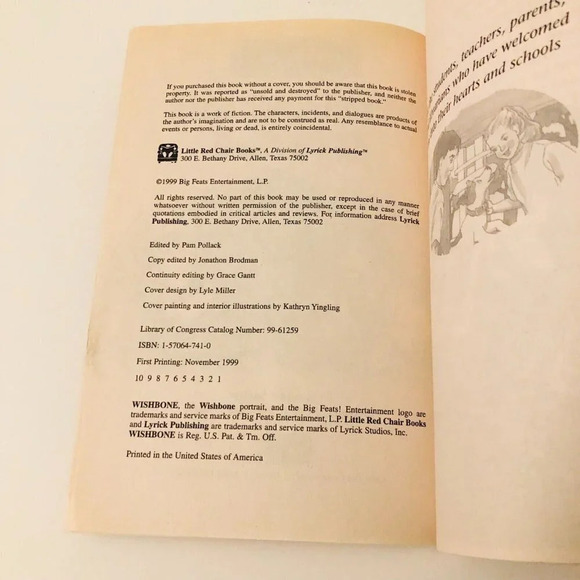 If you purchased this book without a cover, you should be aware that this book is stolen
property. It was reported as "unsold and destroyed" to the publisher, and neither the
author nor the publisher has received any payment for this "stripped book."
This book is a work of fiction. The characters, incidents, and dialogues are products of
the author's imagination and are not to be construed as real. Any resemblance to actual
events or persons, living or dead, is entirely coincidental.
Little Red Chair Books™, A Division of Lyrick Publishing™
300 E. Bethany Drive, Allen, Texas 75002
©1999 Big Feats Entertainment, L.P.
All rights reserved. No part of this book may be used or reproduced in any manner
whatsoever without written permission of the publisher, except in the case of brief
quotations embodied in critical articles and reviews. For information address Lyrick
Publishing, 300 E. Bethany Drive, Allen, Texas 75002
Edited by Pam Pollack
Copy edited by Jonathon Brodman
Continuity editing by Grace Gantt
Cover design by Lyle Miller
Cover painting and interior illustrations by Kathryn Yingling
Library of Congress Catalog Number: 99-61259
ISBN: 1-57064-741-0
First Printing: November 1999
10 9 8 7 6 5 4 3 2 1
WISHBONE, the Wishbone portrait, and the Big Feats! Entertainment logo are
trademarks and service marks of Big Feats Entertainment, L.P. Little Red Chair Books
and Lyrick Publishing are trademarks and service marks of Lyrick Studios, Inc.
WISHBONE is Reg. U.S. Pat. & Tm. Off.
Printed in the United States of America
teachers, parents,
who have welcomed
their hearts and schools